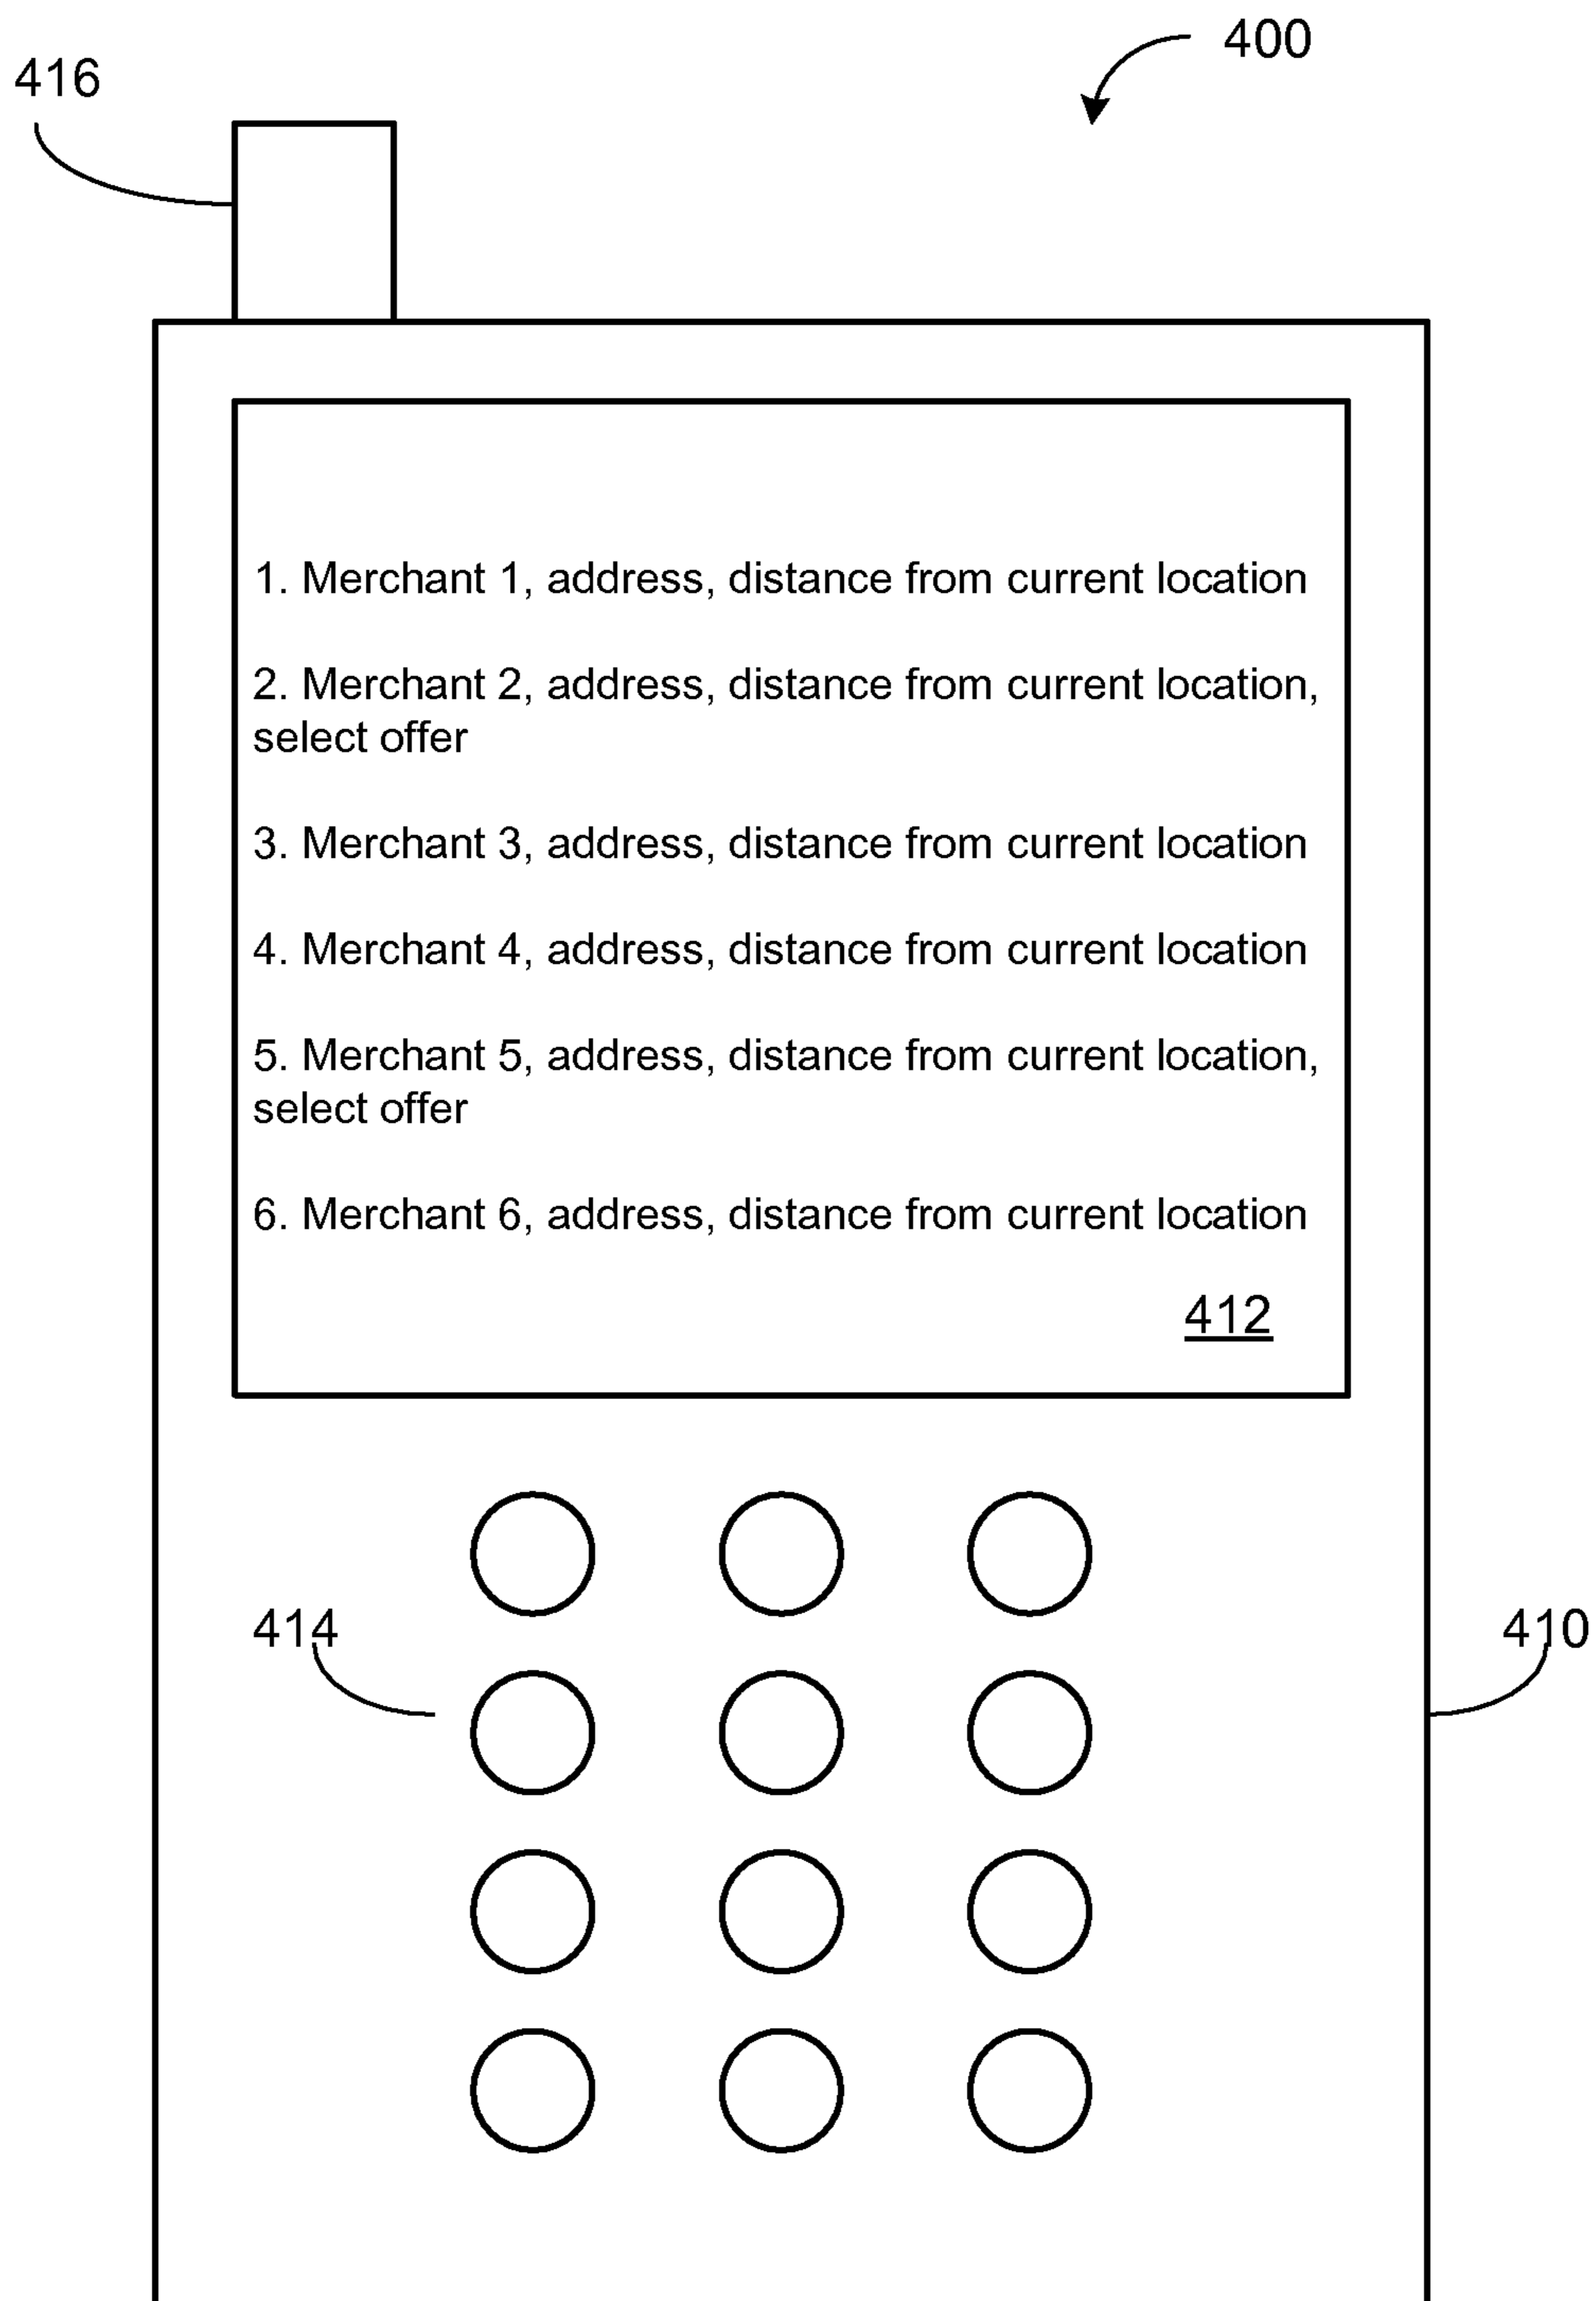 400
416
1. Merchant 1, address, distance from current location
2. Merchant 2, address, distance from current location,
select offer
3. Merchant 3, address, distance from current location
4. Merchant 4, address, distance from current location
5. Merchant 5, address, distance from current location,
select offer
6. Merchant 6, address, distance from current location
412
414
410